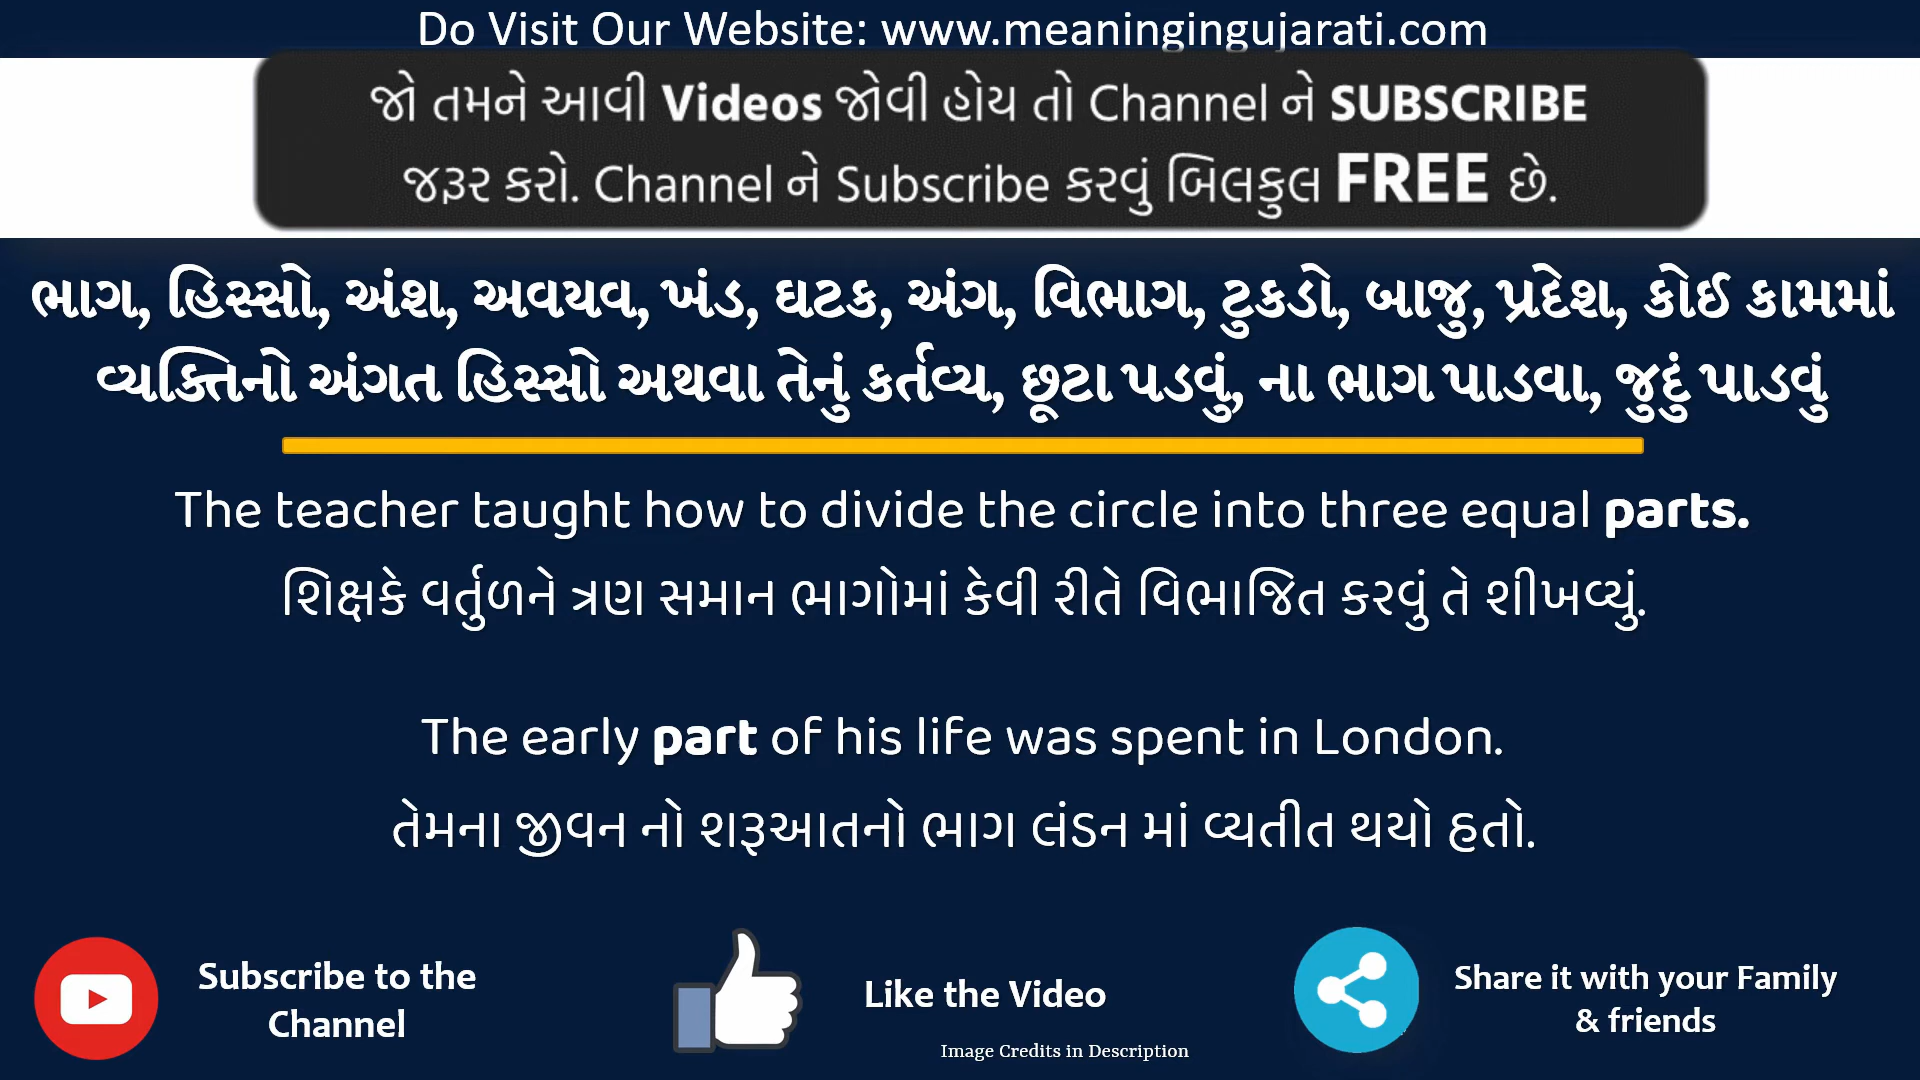 Do Visit Our Website: www.meaningingujarati.com
જો તમને આવી Videos જોવી હોય તો Channel ને SUBSCRIBE
જરૂર કરો. Channel ને Subscribe કરવું બિલકુલ FREE છે.
ભાગ, હિસ્સો, અંશ, અવયવ, ખંડ, ઘટક, અંગ, વિભાગ, ટુકડો, બાજુ, પ્રદેશ, કોઈ કામમાં
વ્યક્તિનો અંગત હિસ્સો અથવા તેનું કર્તવ્ય, છૂટા પડવું, ના ભાગ પાડવા, જુદું પાડવું
The teacher taught how to divide the circle into three equal parts.
શિક્ષકે વર્તુળને ત્રણ સમાન ભાગોમાં કેવી રીતે વિભાજિત કરવું તે શીખવ્યું.
The early part of his life was spent in London.
તેમના જીવન નો શરૂઆતનો ભાગ લંડન માં વ્યતીત થયો હતો.
Subscribe to the
Channel
Like the Video
Share it with your Family
& friends
Image Credits in Description